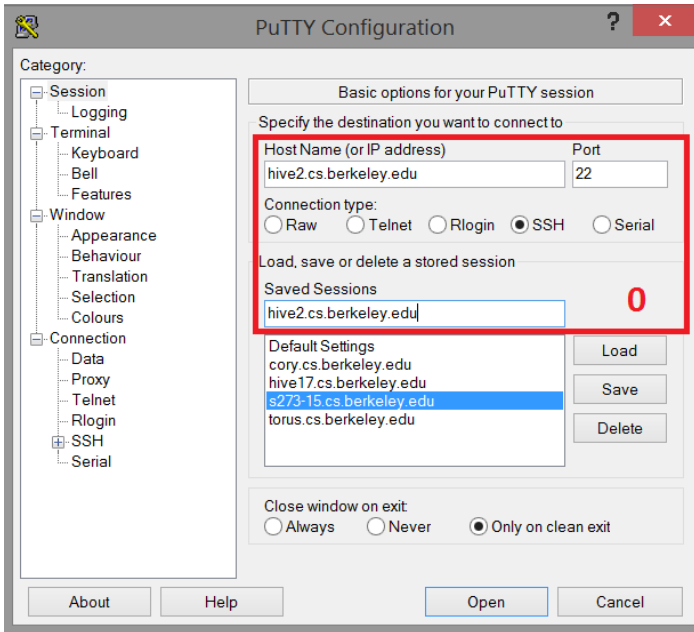 PuTTY Configuration
?
x
Category:
Session
Logging
Terminal
Keyboard
Bell
Features
Window
Appearance
Behaviour
Translation
Selection
Colours
Connection
Data
Proxy
Telnet
Rlogin
SSH
Serial
Basic options for your PuTTY session
Specify the destination you want to connect to
Host Name (or IP address) Port
hive2.cs.berkeley.edu 22
Connection type:
Raw Telnet Rlogin SSH Serial
Load, save or delete a stored session
Saved Sessions
hive2.cs.berkeley.edu
0
Default Settings
cory.cs.berkeley.edu
hive17.cs.berkeley.edu
s273-15.cs.berkeley.edu
torus.cs.berkeley.edu
Load
Save
Delete
Close window on exit:
Always Never Only on clean exit
About Help Open Cancel